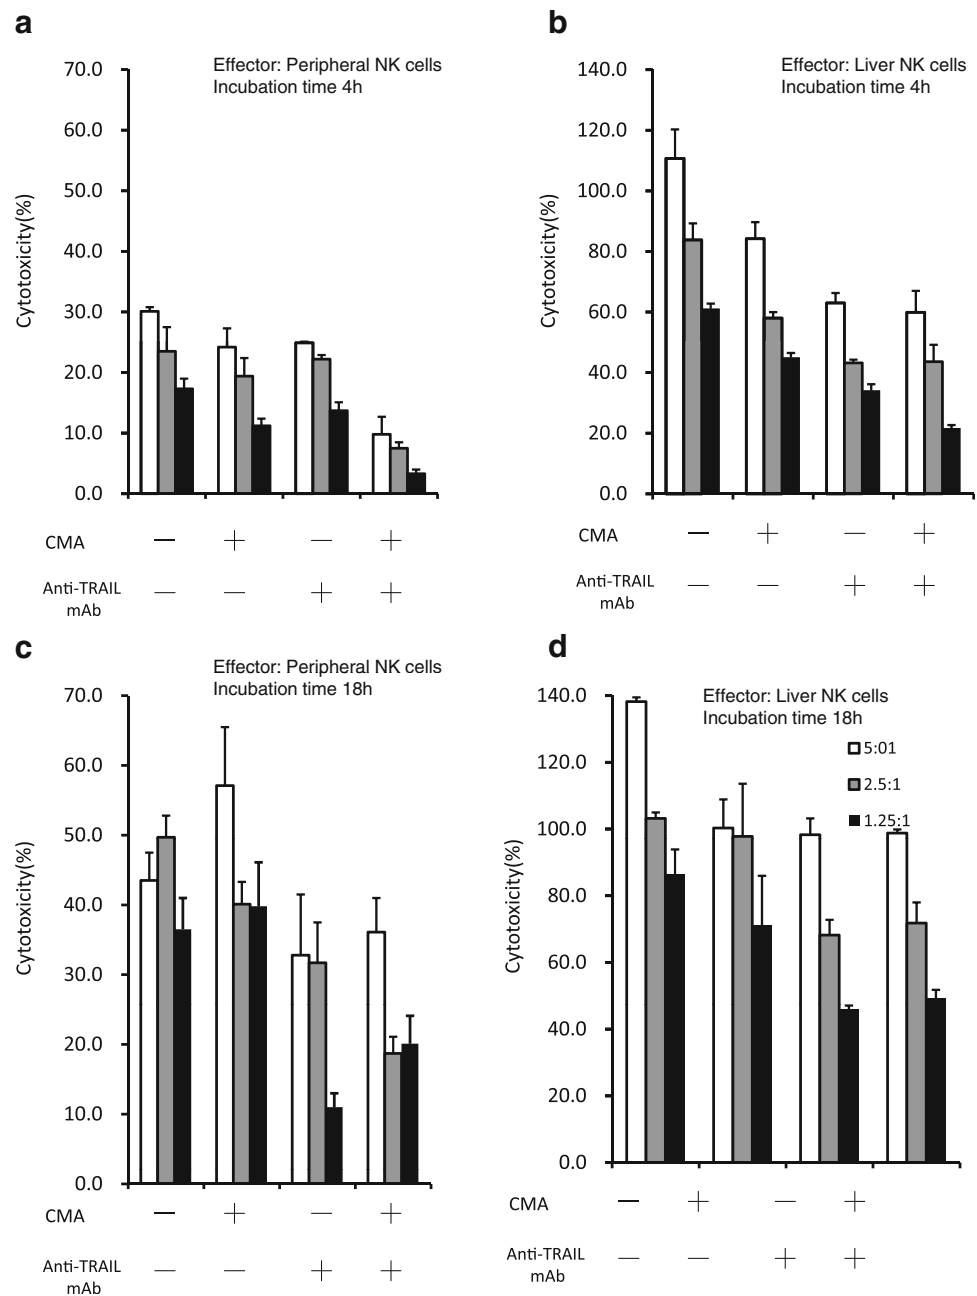 a
Effector: Peripheral NK cells
Incubation time 4h
Cytotoxicity(%)
70.0
60.0
50.0
40.0
30.0
20.0
10.0
0.0
CMA — + — +
Anti-TRAIL mAb — — + +
b
Effector: Liver NK cells
Incubation time 4h
Cytotoxicity(%)
140.0
120.0
100.0
80.0
60.0
40.0
20.0
0.0
CMA — + — +
Anti-TRAIL mAb — — + +
c
Effector: Peripheral NK cells
Incubation time 18h
Cytotoxicity(%)
70.0
60.0
50.0
40.0
30.0
20.0
10.0
0.0
CMA — + — +
Anti-TRAIL mAb — — + +
d
Effector: Liver NK cells
Incubation time 18h
5:01
2.5:1
1.25:1
Cytotoxicity(%)
140.0
120.0
100.0
80.0
60.0
40.0
20.0
0.0
CMA — + — +
Anti-TRAIL mAb — — + +